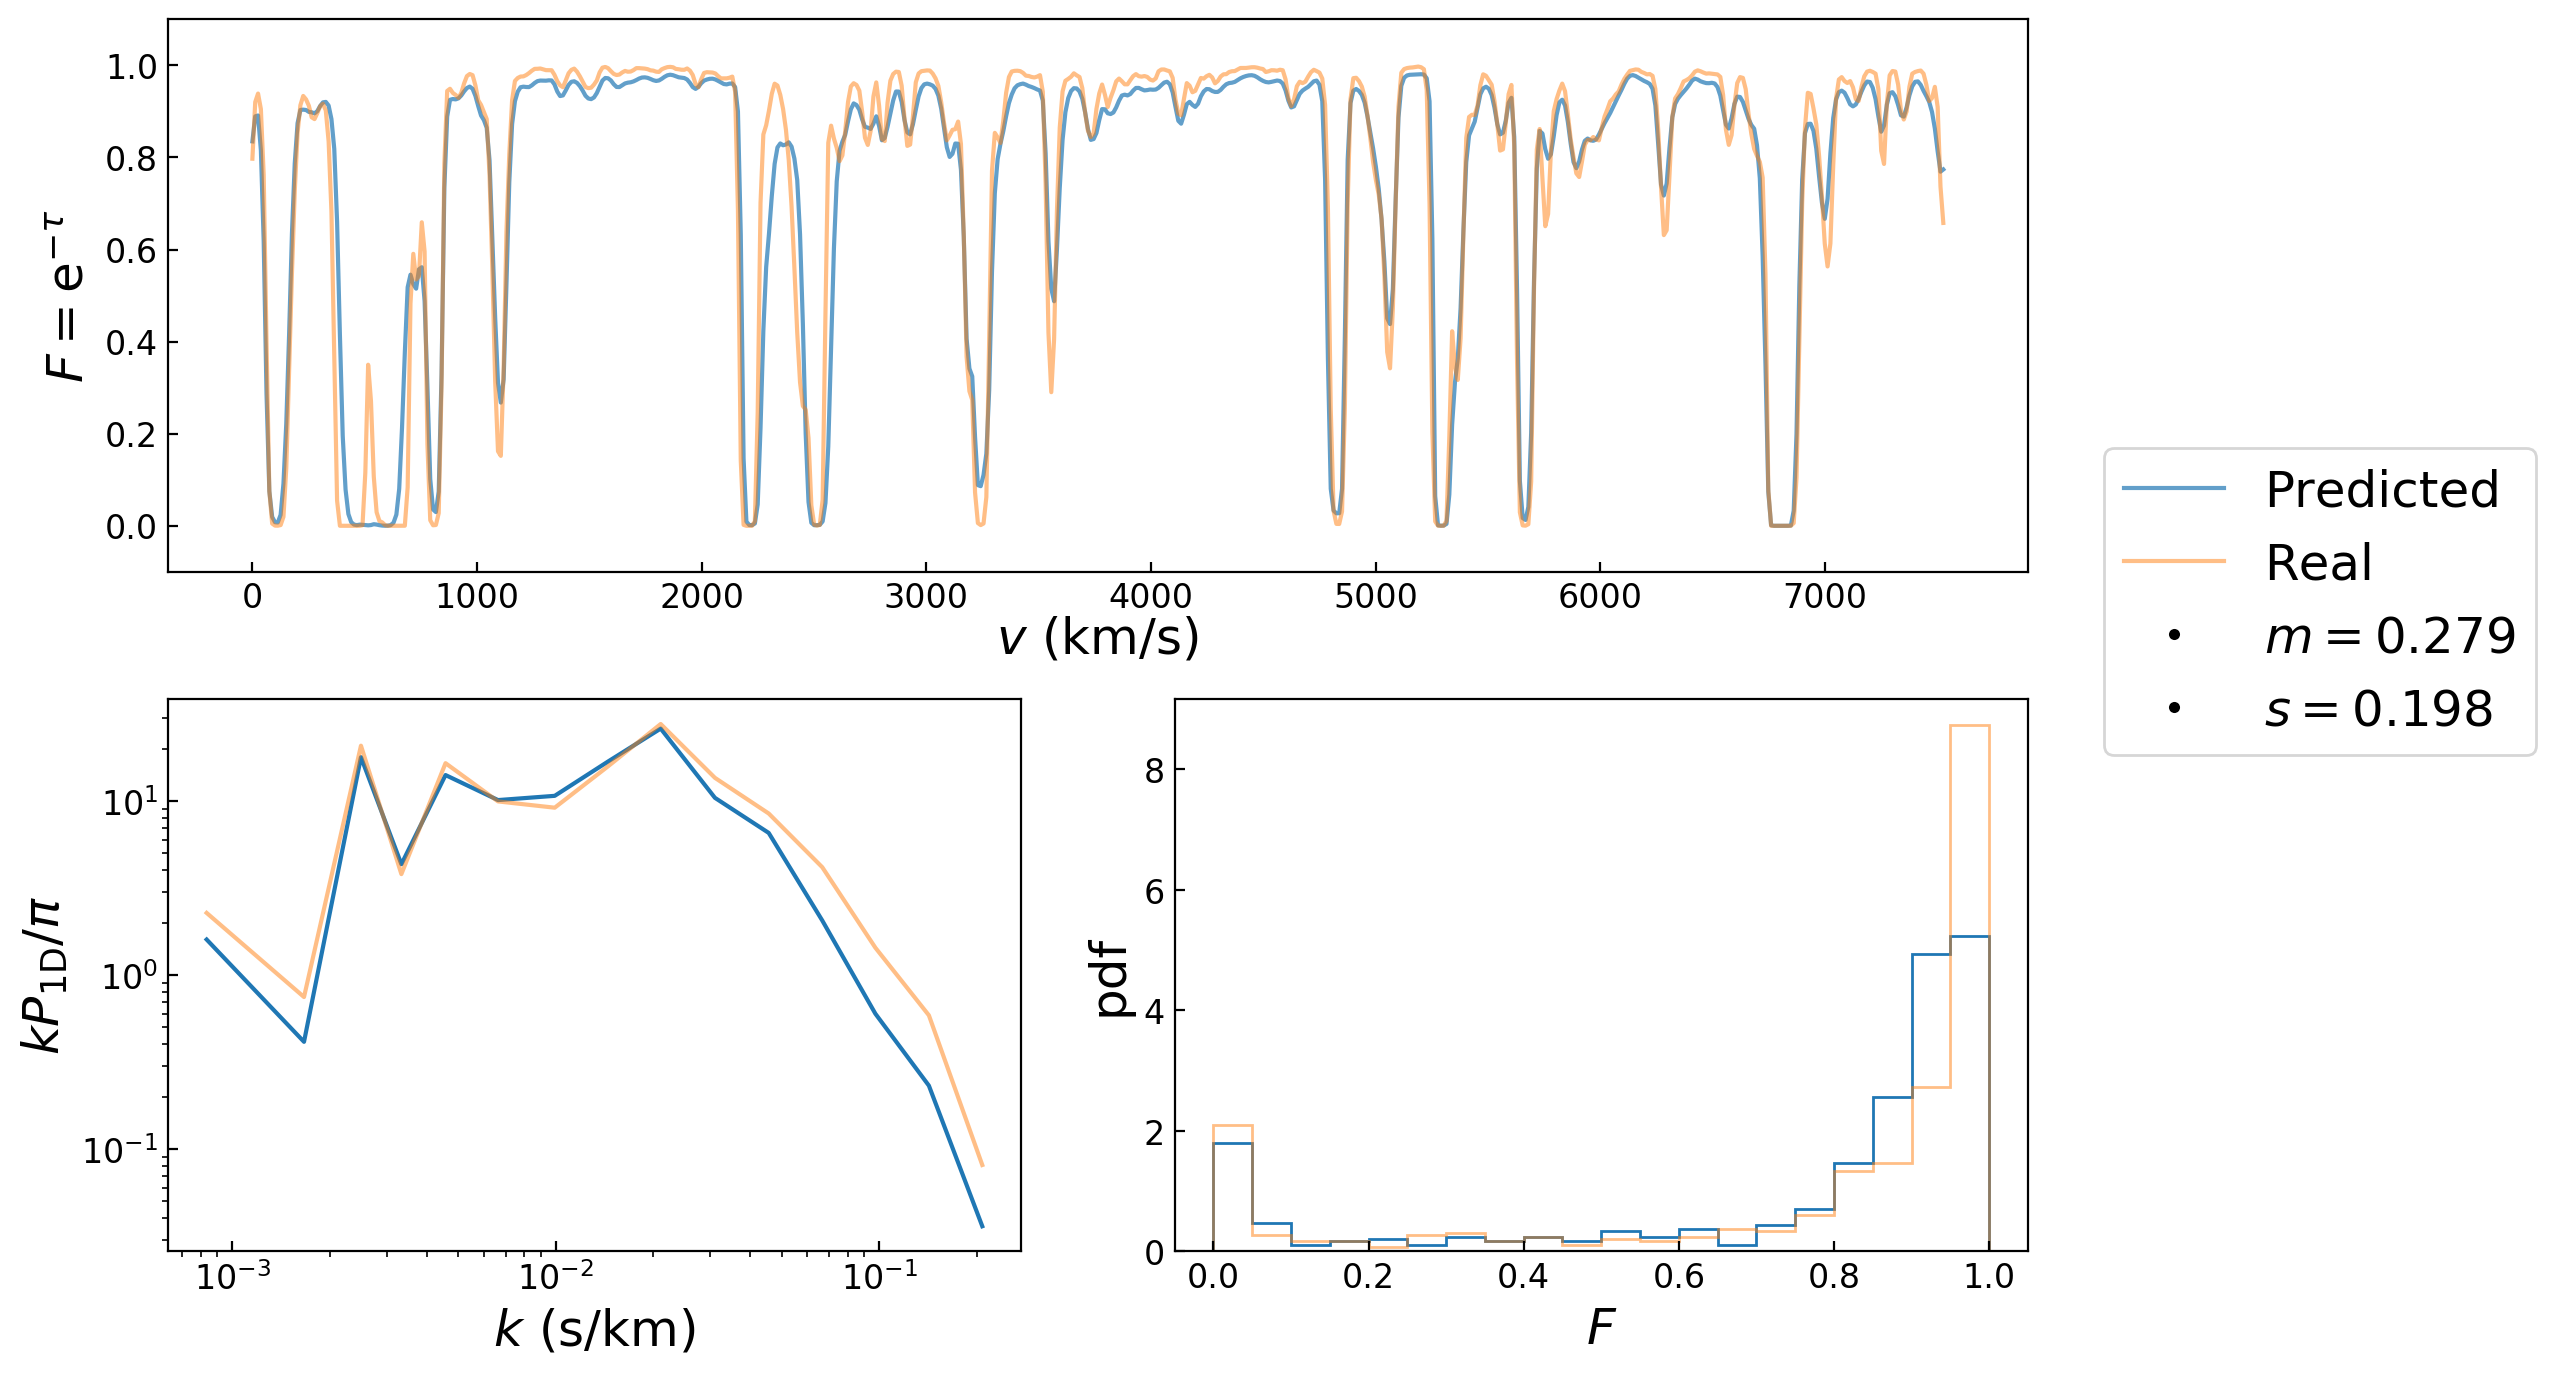 F = e^{−τ}
1.0
0.8
0.6
0.4
0.2
0.0
0 1000 2000 3000 4000 5000 6000 7000
v (km/s)
Predicted
Real
m = 0.279
s = 0.198
kP_{1D}/π
10^1
10^0
10^{−1}
10^{−3} 10^{−2} 10^{−1}
k (s/km)
pdf
8
6
4
2
0
0.0 0.2 0.4 0.6 0.8 1.0
F